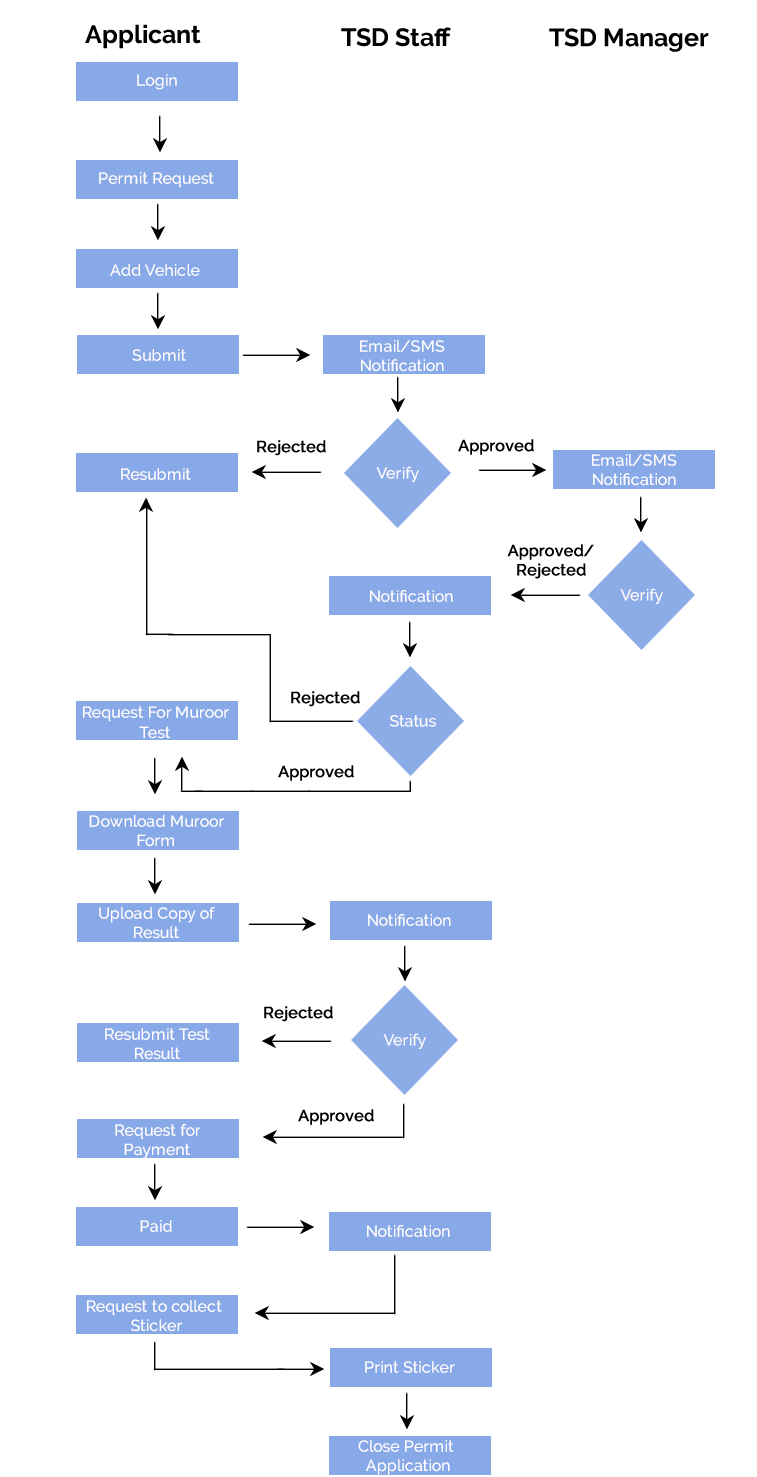 Applicant
TSD Staff
TSD Manager
Login
Permit Request
Add Vehicle
Submit
Email/SMS
Notification
Rejected
Approved
Resubmit
Verify
Email/SMS
Notification
Approved/
Rejected
Notification
Verify
Rejected
Status
Request For Muroor
Test
Approved
Download Muroor
Form
Upload Copy of
Result
Notification
Rejected
Resubmit Test
Result
Verify
Approved
Request for
Payment
Paid
Notification
Request to collect
Sticker
Print Sticker
Close Permit
Application